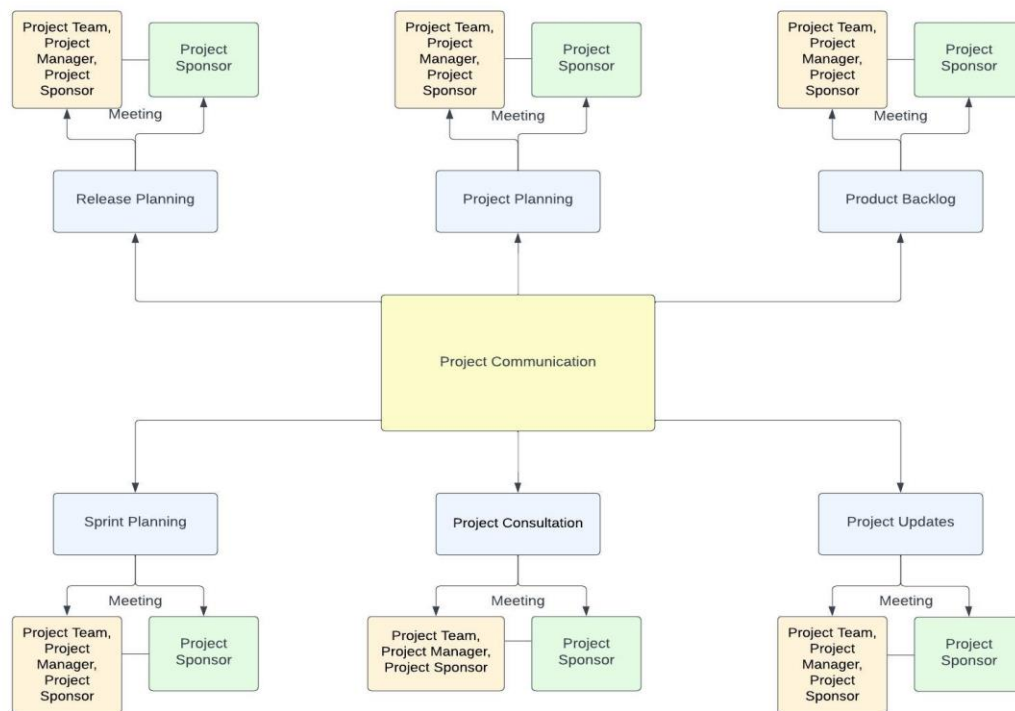 Project Team,
Project
Manager,
Project
Sponsor
Project
Sponsor
Meeting
Release Planning
Project Team,
Project
Manager,
Project
Sponsor
Project
Sponsor
Meeting
Project Planning
Project Team,
Project
Manager,
Project
Sponsor
Project
Sponsor
Meeting
Product Backlog
Project Communication
Sprint Planning
Meeting
Project Team,
Project
Manager,
Project
Sponsor
Project
Sponsor
Project Consultation
Meeting
Project Team,
Project Manager,
Project Sponsor
Project
Sponsor
Project Updates
Meeting
Project Team,
Project
Manager,
Project
Sponsor
Project
Sponsor